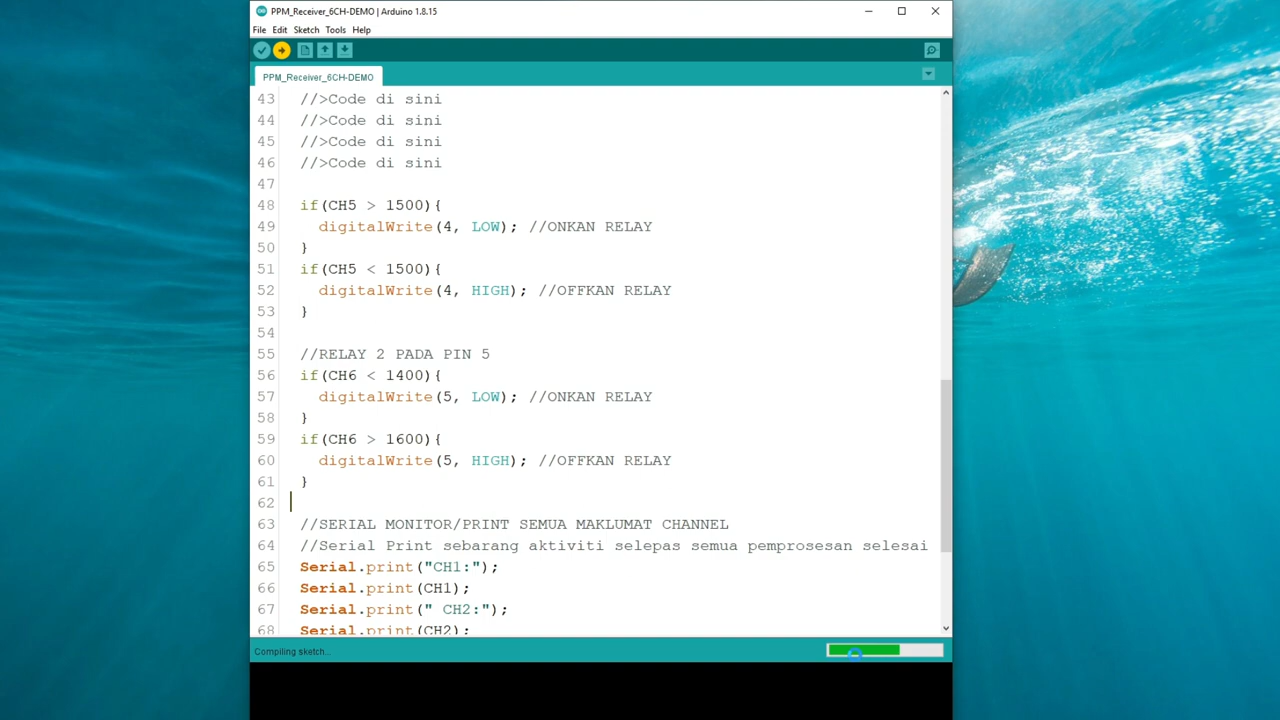 PPM_Receiver_6CH-DEMO | Arduino 1.8.15
File Edit Sketch Tools Help
PPM_Receiver_6CH-DEMO
43 //>Code di sini
44 //>Code di sini
45 //>Code di sini
46 //>Code di sini
47
48 if(CH5 > 1500){
49 digitalWrite(4, LOW); //ONKAN RELAY
50 }
51 if(CH5 < 1500){
52 digitalWrite(4, HIGH); //OFFKAN RELAY
53 }
54
55 //RELAY 2 PADA PIN 5
56 if(CH6 < 1400){
57 digitalWrite(5, LOW); //ONKAN RELAY
58 }
59 if(CH6 > 1600){
60 digitalWrite(5, HIGH); //OFFKAN RELAY
61 }
62
63 //SERIAL MONITOR/PRINT SEMUA MAKLUMAT CHANNEL
64 //Serial Print sebarang aktiviti selepas semua pemprosesan selesai
65 Serial.print("CH1:");
66 Serial.print(CH1);
67 Serial.print(" CH2:");
68 Serial.print(CH2);
Compiling sketch...